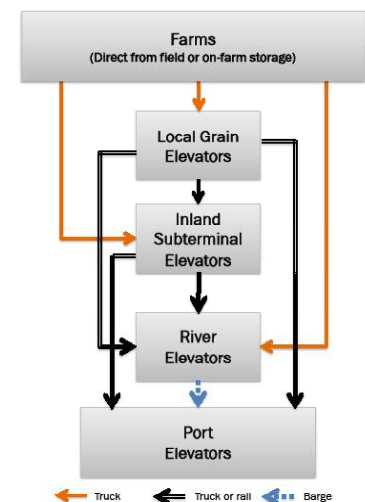 Farms
(Direct from field or on-farm storage)
Local Grain
Elevators
Inland
Subterminal
Elevators
River
Elevators
Port
Elevators
Truck
Truck or rail
Barge